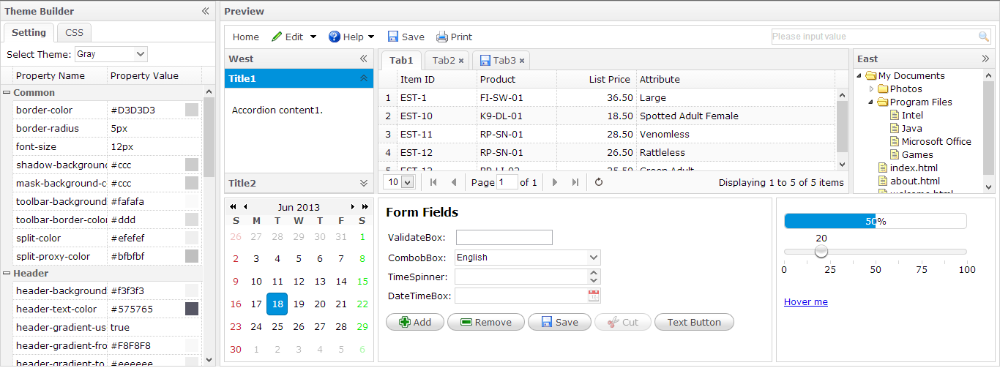 Theme Builder
Setting CSS
Select Theme: Gray
Property Name Property Value
Common
border-color #D3D3D3
border-radius 5px
font-size 12px
shadow-background #ccc
mask-background-c #ccc
toolbar-background #fafafa
toolbar-border-color #ddd
split-color #efefef
split-proxy-color #bfbfbf
Header
header-background #f3f3f3
header-text-color #575765
header-gradient-us true
header-gradient-fro #F8F8F8
header-gradient-to #eeeeee
Preview
Home Edit Help Save Print
Please input value
West
Title1
Accordion content1.
Title2
Tab1 Tab2 Tab3
Item ID Product List Price Attribute
1 EST-1 FI-SW-01 36.50 Large
2 EST-10 K9-DL-01 18.50 Spotted Adult Female
3 EST-11 RP-SN-01 28.50 Venomless
4 EST-12 RP-SN-01 26.50 Rattleless
5 EST-13 RP-LI-02 25.50 Green Adult
10 Page 1 of 1 Displaying 1 to 5 of 5 items
East
My Documents
Photos
Program Files
Intel
Java
Microsoft Office
Games
index.html
about.html
welcome.html
Jun 2013
S M T W T F S
26 27 28 29 30 31 1
2 3 4 5 6 7 8
9 10 11 12 13 14 15
16 17 18 19 20 21 22
23 24 25 26 27 28 29
30 1 2 3 4 5 6
Form Fields
ValidateBox:
CombobBox: English
TimeSpinner:
DateTimeBox:
Add Remove Save Cut Text Button
50%
20
0 25 50 75 100
Hover me